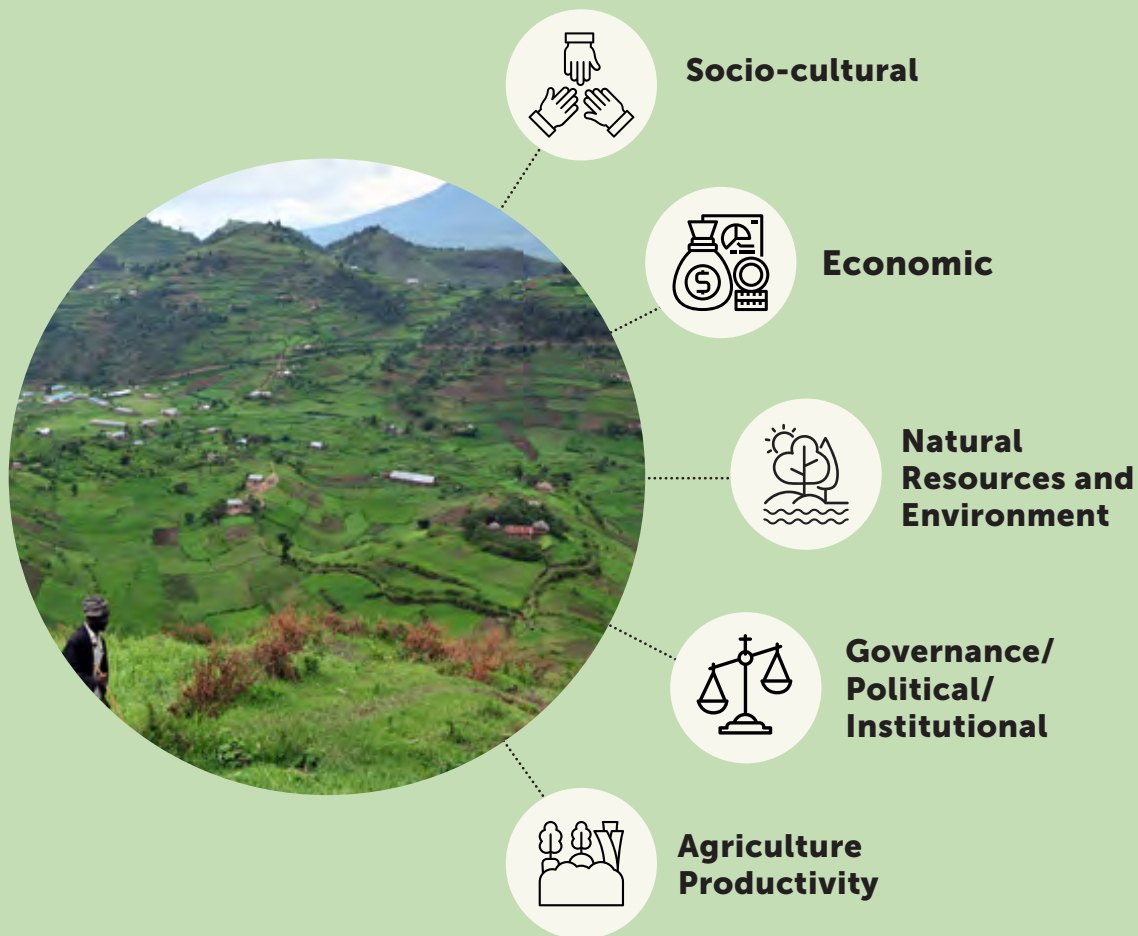 Socio-cultural
Economic
Natural
Resources and
Environment
Governance/
Political/
Institutional
Agriculture
Productivity